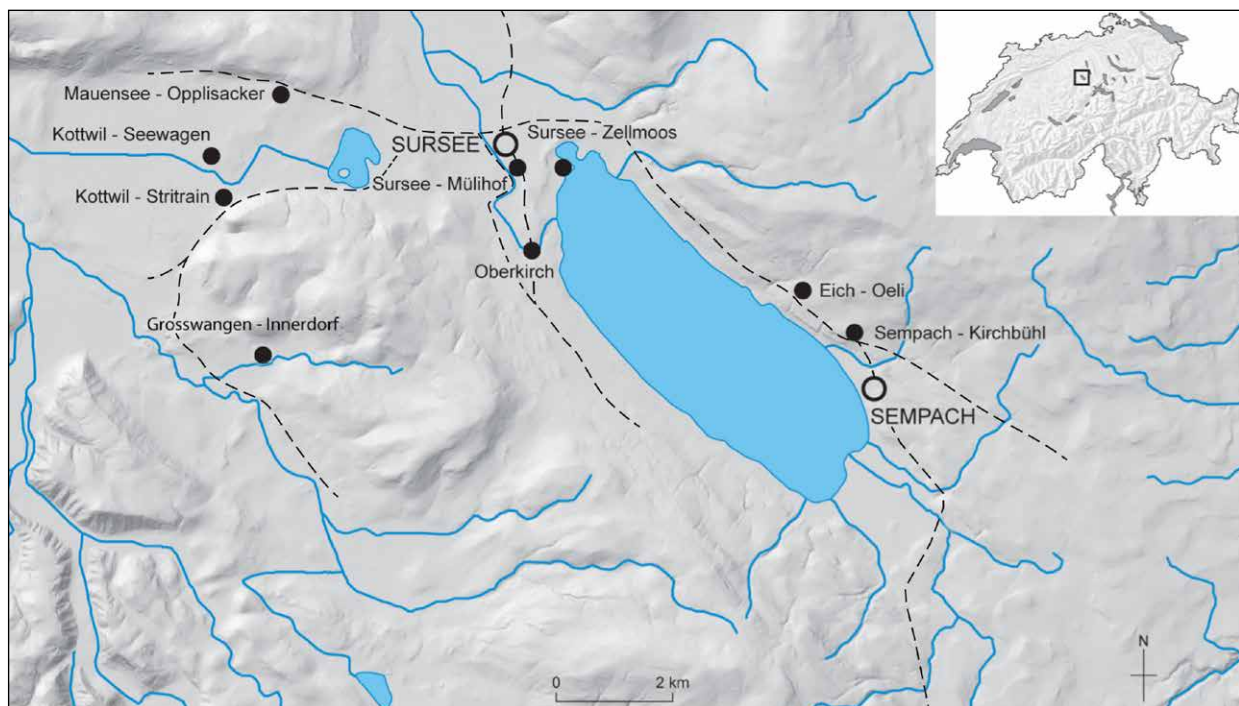 Mauensee - Opplisacker
Kottwil - Seewagen
SURSEE
Sursee - Zellmoos
Sursee - Mülihof
Kottwil - Stritrain
Oberkirch
Eich - Oeli
Grosswangen - Innerdorf
Sempach - Kirchbühl
SEMPACH
N
0 2 km